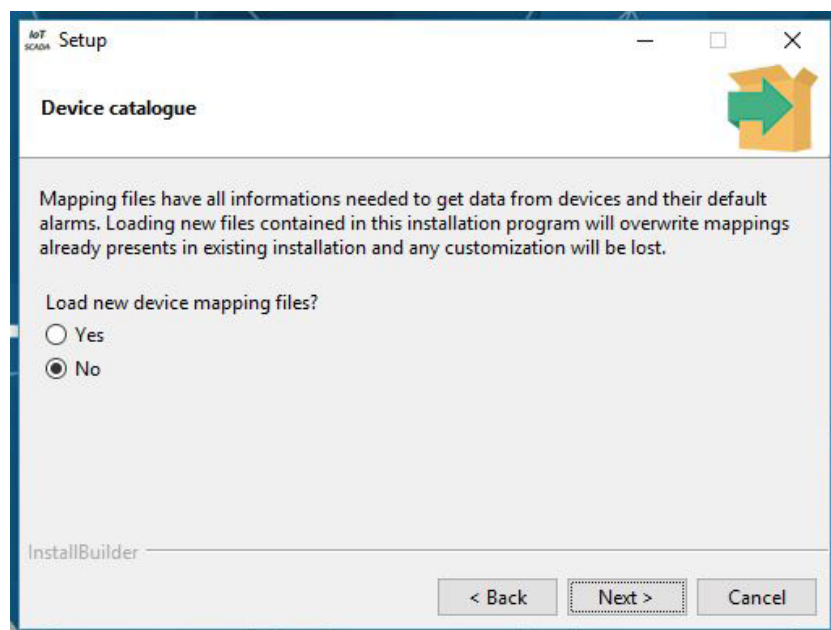 IoT
SCADA
Setup
Device catalogue
Mapping files have all informations needed to get data from devices and their default
alarms. Loading new files contained in this installation program will overwrite mappings
already presents in existing installation and any customization will be lost.
Load new device mapping files?
Yes
No
InstallBuilder
< Back
Next >
Cancel